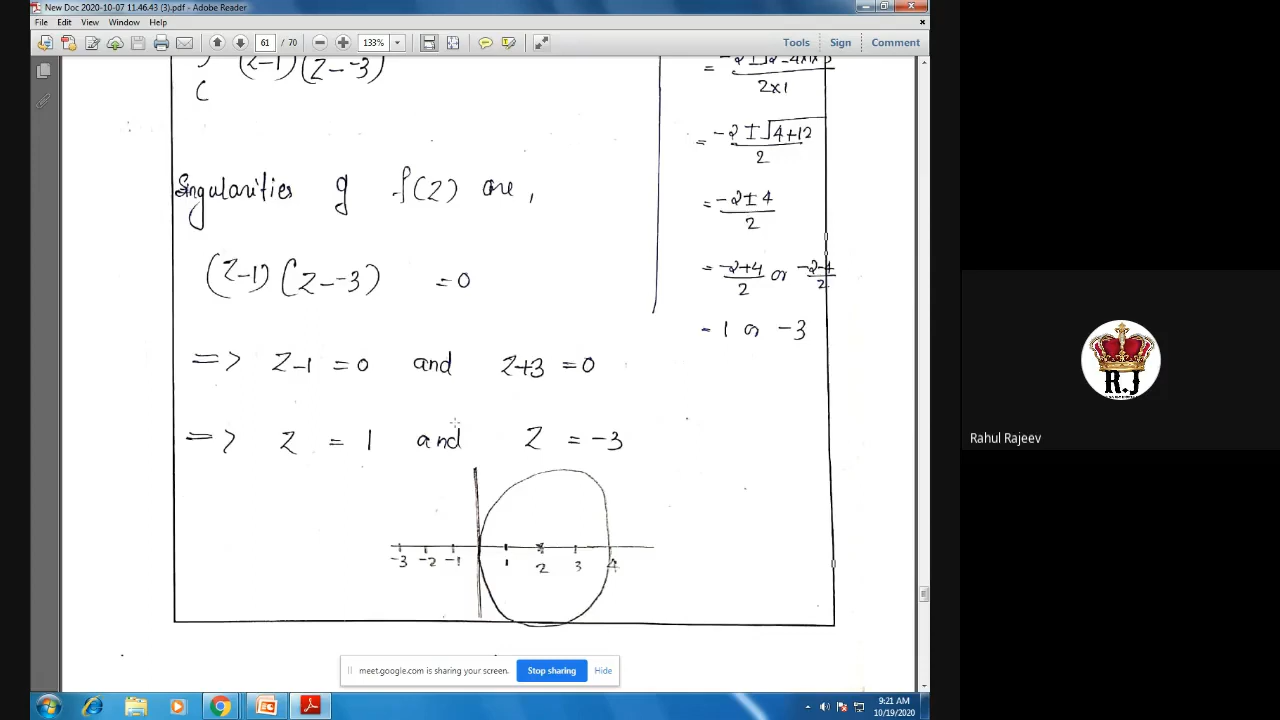 New Doc 2020-10-07 11.46.43 (3).pdf - Adobe Reader
File Edit View Window Help
61 / 70 133% Tools Sign Comment
(Z-1)(Z--3)
Singularities of f(Z) are,
(Z-1)(Z--3) =0
=> Z-1 =0 and Z+3 =0
=> Z = 1 and Z = -3
-3 -2 -1 1 2 3 4
2x1
= -2 ± √4+12
2
= -2 ± 4
2
= -2+4 or -2-4
2 2
= 1 or -3
R.J
Rahul Rajeev
meet.google.com is sharing your screen. Stop sharing Hide
9:21 AM
10/19/2020